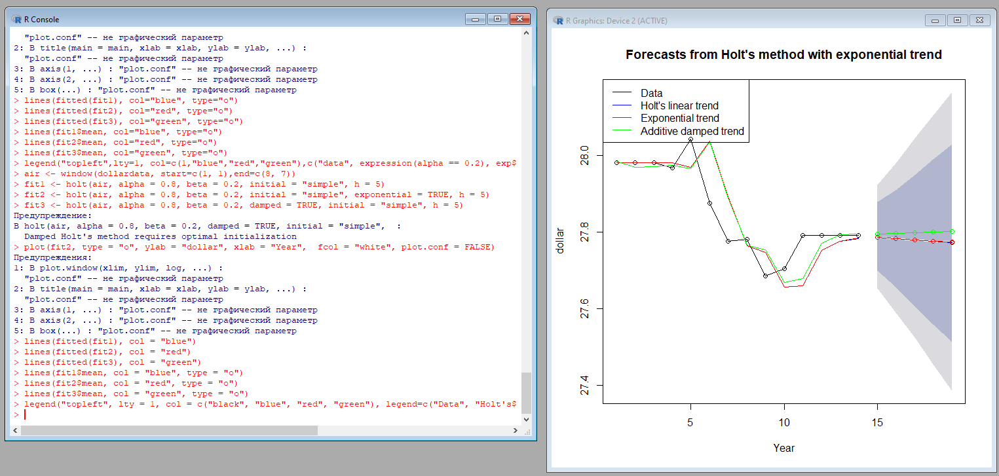 R Console
"plot.conf" -- не графический параметр
2: В title(main = main, xlab = xlab, ylab = ylab, ...) :
"plot.conf" -- не графический параметр
3: В axis(1, ...) : "plot.conf" -- не графический параметр
4: В axis(2, ...) : "plot.conf" -- не графический параметр
5: В box(...) : "plot.conf" -- не графический параметр
> lines(fitted(fit1), col="blue", type="o")
> lines(fitted(fit2), col="red", type="o")
> lines(fitted(fit3), col="green", type="o")
> lines(fit1$mean, col="blue", type="o")
> lines(fit2$mean, col="red", type="o")
> lines(fit3$mean, col="green", type="o")
> legend("topleft",lty=1, col=c(1,"blue","red","green"),c("data", expression(alpha == 0.2), exp$
> air <- window(dollardata, start=c(1, 1),end=c(8, 7))
> fit1 <- holt(air, alpha = 0.8, beta = 0.2, initial = "simple", h = 5)
> fit2 <- holt(air, alpha = 0.8, beta = 0.2, initial = "simple", exponential = TRUE, h = 5)
> fit3 <- holt(air, alpha = 0.8, beta = 0.2, damped = TRUE, initial = "simple", h = 5)
Предупреждение:
В holt(air, alpha = 0.8, beta = 0.2, damped = TRUE, initial = "simple",  :
Damped Holt's method requires optimal initialization
> plot(fit2, type = "o", ylab = "dollar", xlab = "Year",  fcol = "white", plot.conf = FALSE)
Предупреждения:
1: В plot.window(xlim, ylim, log, ...) :
"plot.conf" -- не графический параметр
2: В title(main = main, xlab = xlab, ylab = ylab, ...) :
"plot.conf" -- не графический параметр
3: В axis(1, ...) : "plot.conf" -- не графический параметр
4: В axis(2, ...) : "plot.conf" -- не графический параметр
5: В box(...) : "plot.conf" -- не графический параметр
> lines(fitted(fit1), col = "blue")
> lines(fitted(fit2), col = "red")
> lines(fitted(fit3), col = "green")
> lines(fit1$mean, col = "blue", type = "o")
> lines(fit2$mean, col = "red", type = "o")
> lines(fit3$mean, col = "green", type = "o")
> legend("topleft", lty = 1, col = c("black", "blue", "red", "green"), legend=c("Data", "Holt's$
>
R Graphics: Device 2 (ACTIVE)
Forecasts from Holt's method with exponential trend
Data
Holt's linear trend
Exponential trend
Additive damped trend
28.0
27.8
27.6
27.4
dollar
5 10 15
Year